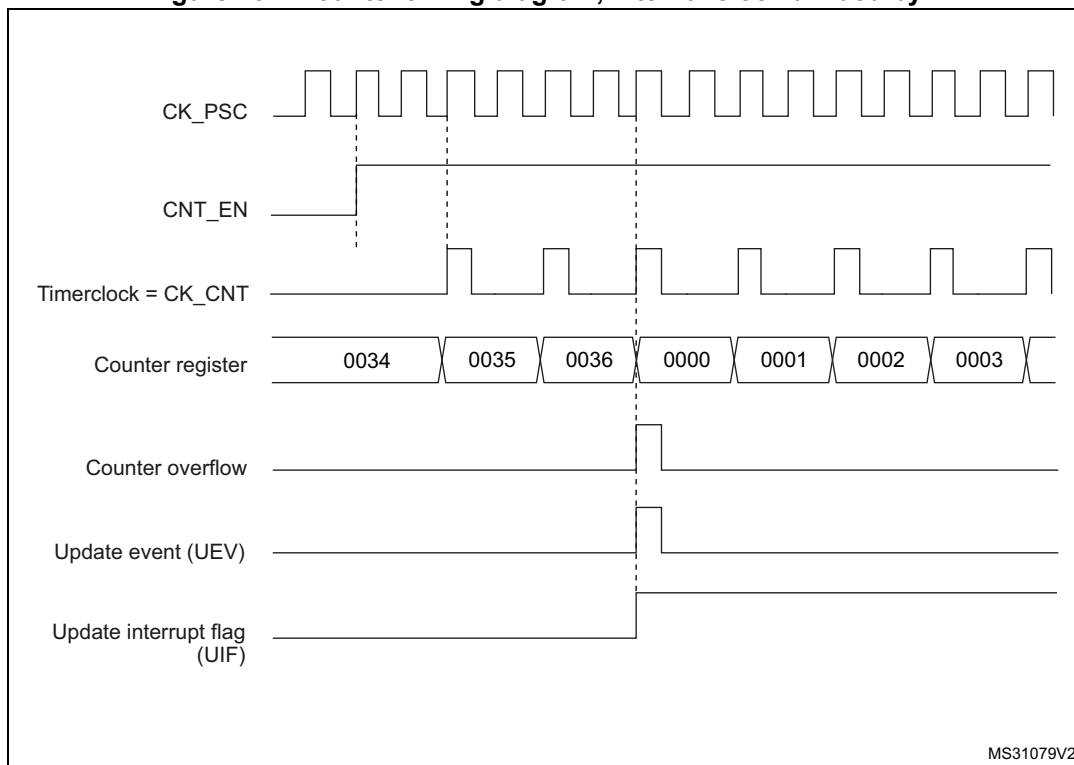 CK_PSC
CNT_EN
Timerclock = CK_CNT
Counter register 0034 0035 0036 0000 0001 0002 0003
Counter overflow
Update event (UEV)
Update interrupt flag
(UIF)
MS31079V2